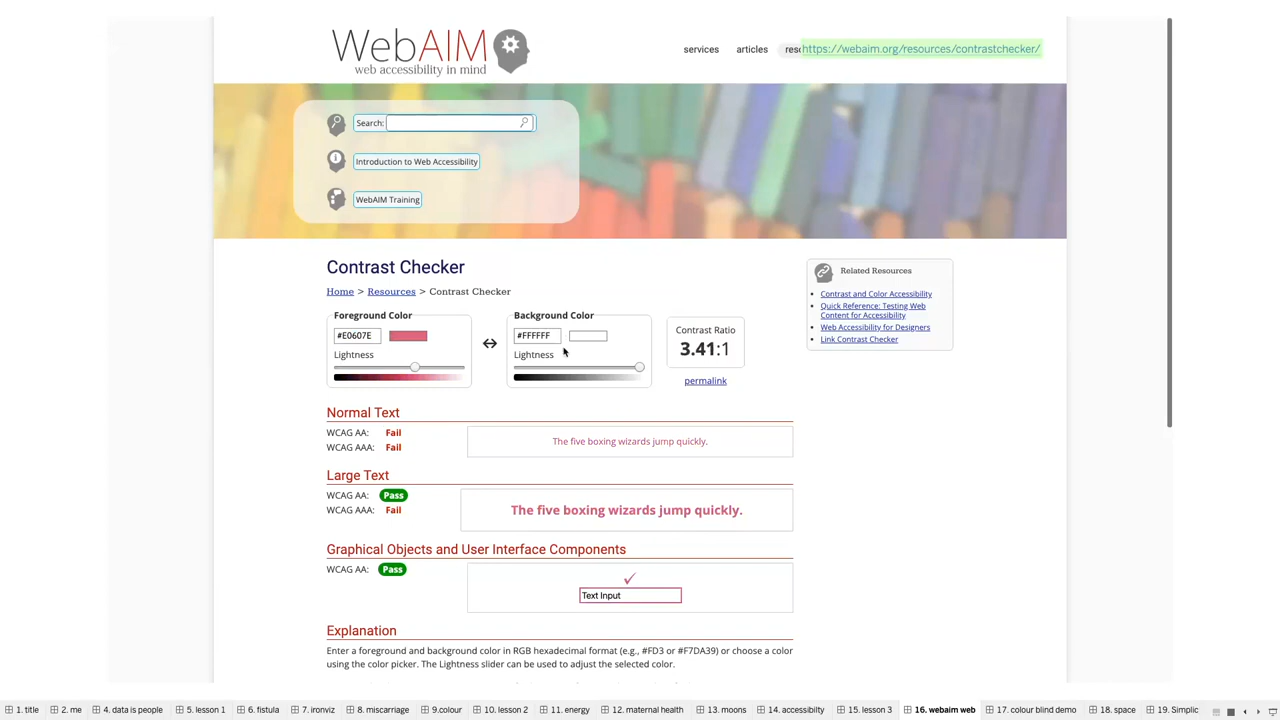 WebAIM
web accessibility in mind
services articles reso https://webaim.org/resources/contrastchecker/
Search:
Introduction to Web Accessibility
WebAIM Training
Contrast Checker
Home > Resources > Contrast Checker
Related Resources
Contrast and Color Accessibility
Quick Reference: Testing Web
Content for Accessibility
Web Accessibility for Designers
Link Contrast Checker
Foreground Color
#E0607E
Lightness
Background Color
#FFFFFF
Lightness
Contrast Ratio
3.41:1
permalink
Normal Text
WCAG AA: Fail
WCAG AAA: Fail
The five boxing wizards jump quickly.
Large Text
WCAG AA: Pass
WCAG AAA: Fail
The five boxing wizards jump quickly.
Graphical Objects and User Interface Components
WCAG AA: Pass
✓
Text Input
Explanation
Enter a foreground and background color in RGB hexadecimal format (e.g., #FD3 or #F7DA39) or choose a color
using the color picker. The Lightness slider can be used to adjust the selected color.
1. title 2. me 4. data is people 5. lesson 1 6. fistula 7. ironviz 8. miscarriage 9.colour 10. lesson 2 11. energy 12. maternal health 13. moons 14. accessibilty 15. lesson 3 16. webaim web 17. colour blind demo 18. space 19. Simplic